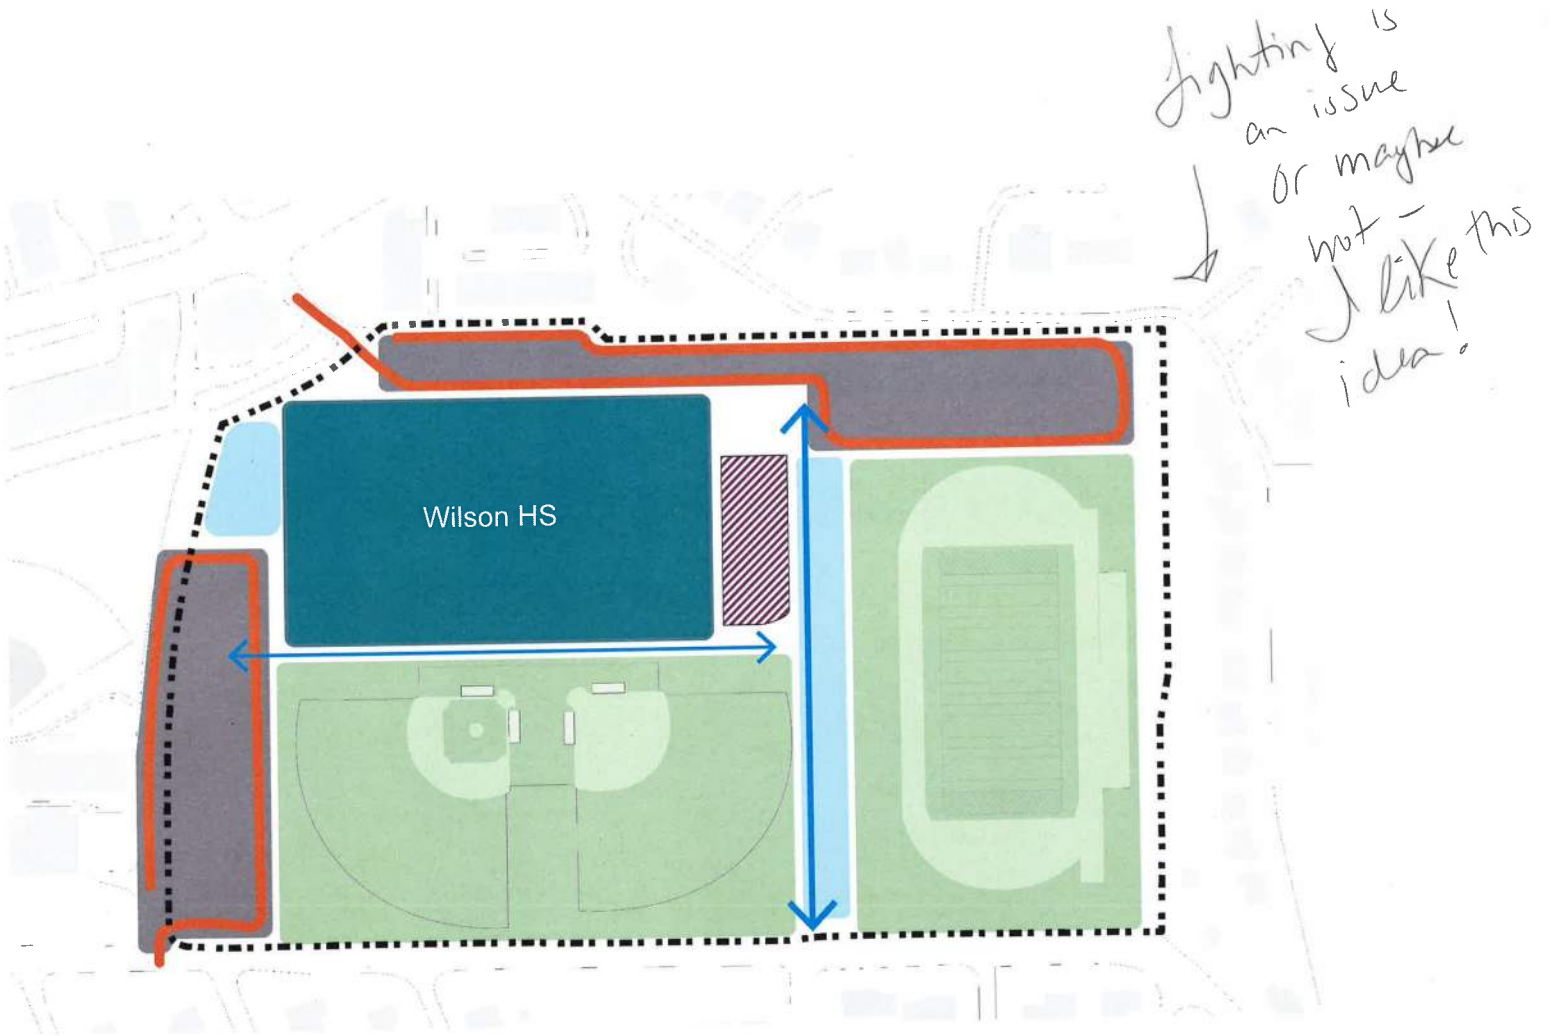 Lighting is
an issue
or maybe
not -
I like this
idea!
Wilson HS